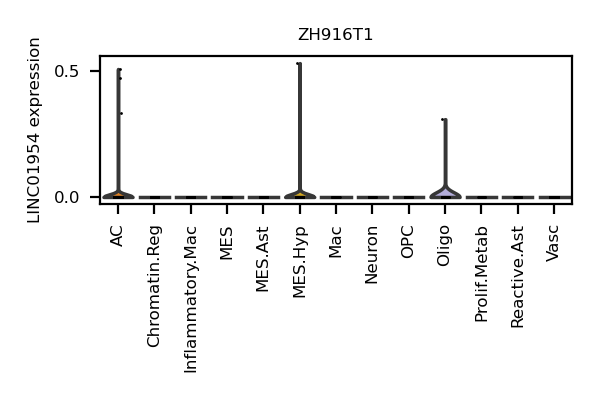 ZH916T1
LINC01954 expression
0.5
0.0
AC
Chromatin.Reg
Inflammatory.Mac
MES
MES.Ast
MES.Hyp
Mac
Neuron
OPC
Oligo
Prolif.Metab
Reactive.Ast
Vasc